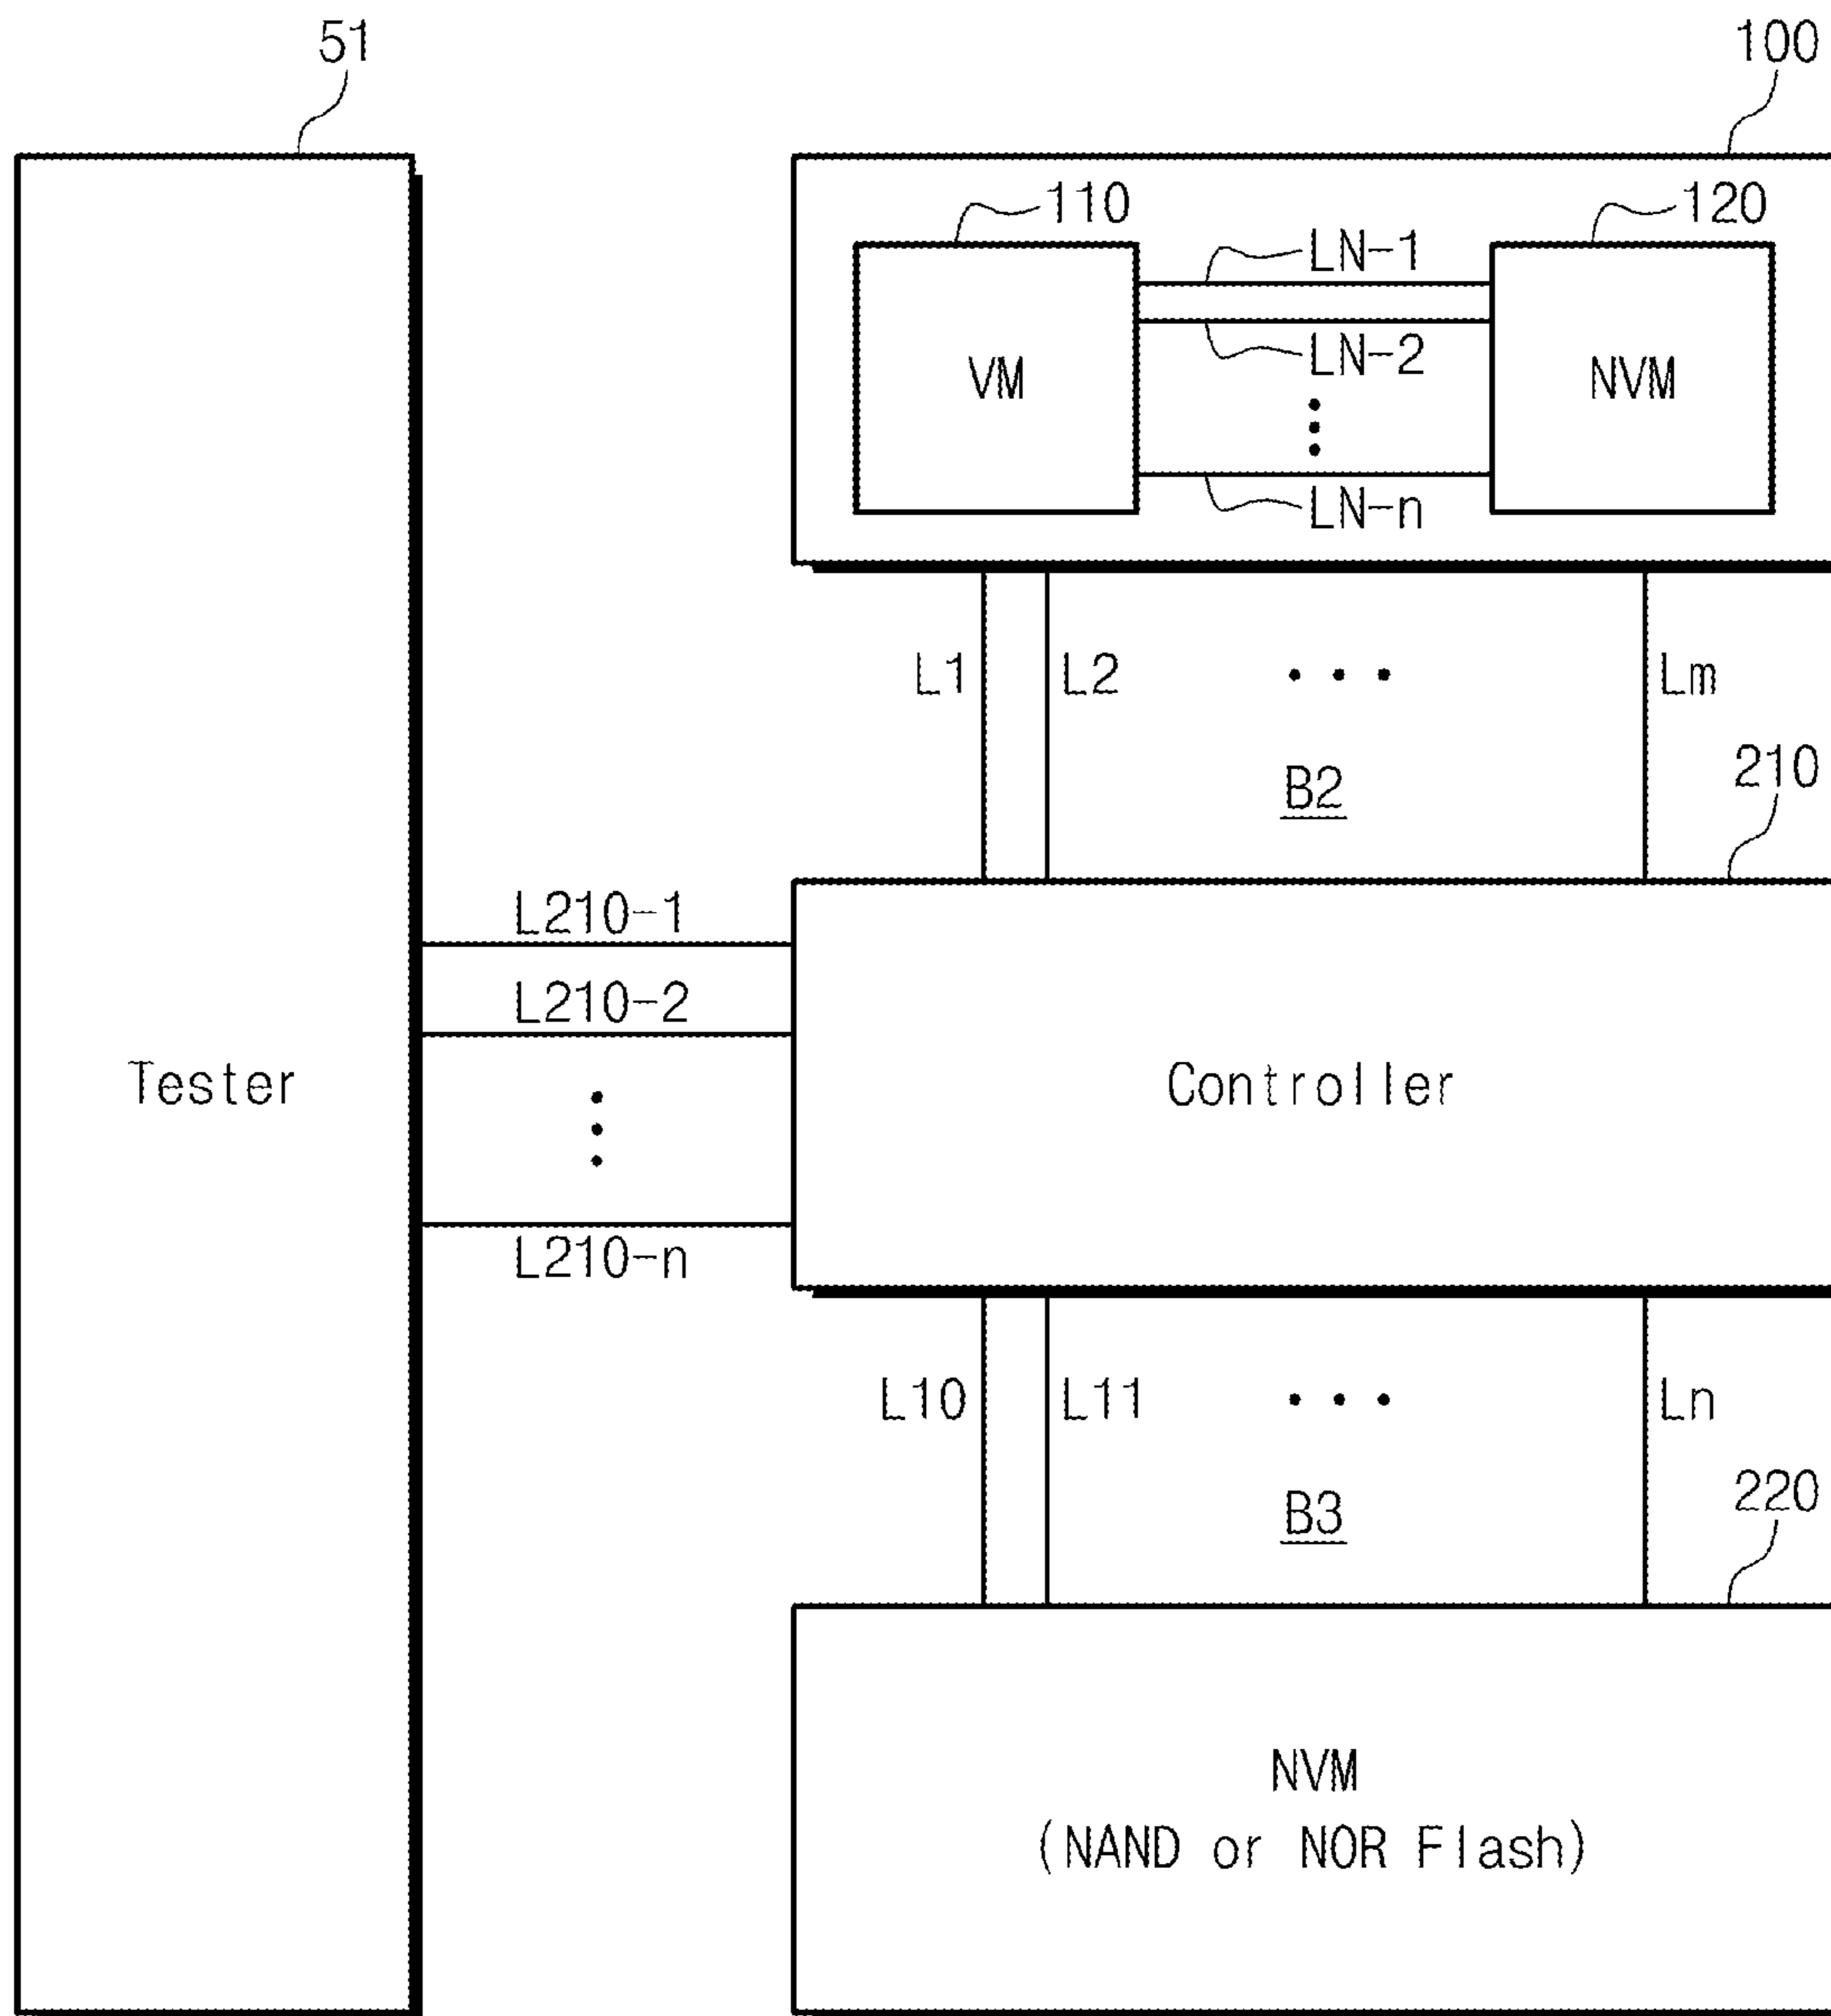 51
100
110
120
LN-1
LN-2
VM
NVM
LN-n
L1
L2
Lm
B2
210
L210-1
L210-2
Tester
Controller
L210-n
L10
L11
Ln
B3
220
NVM
(NAND or NOR Flash)